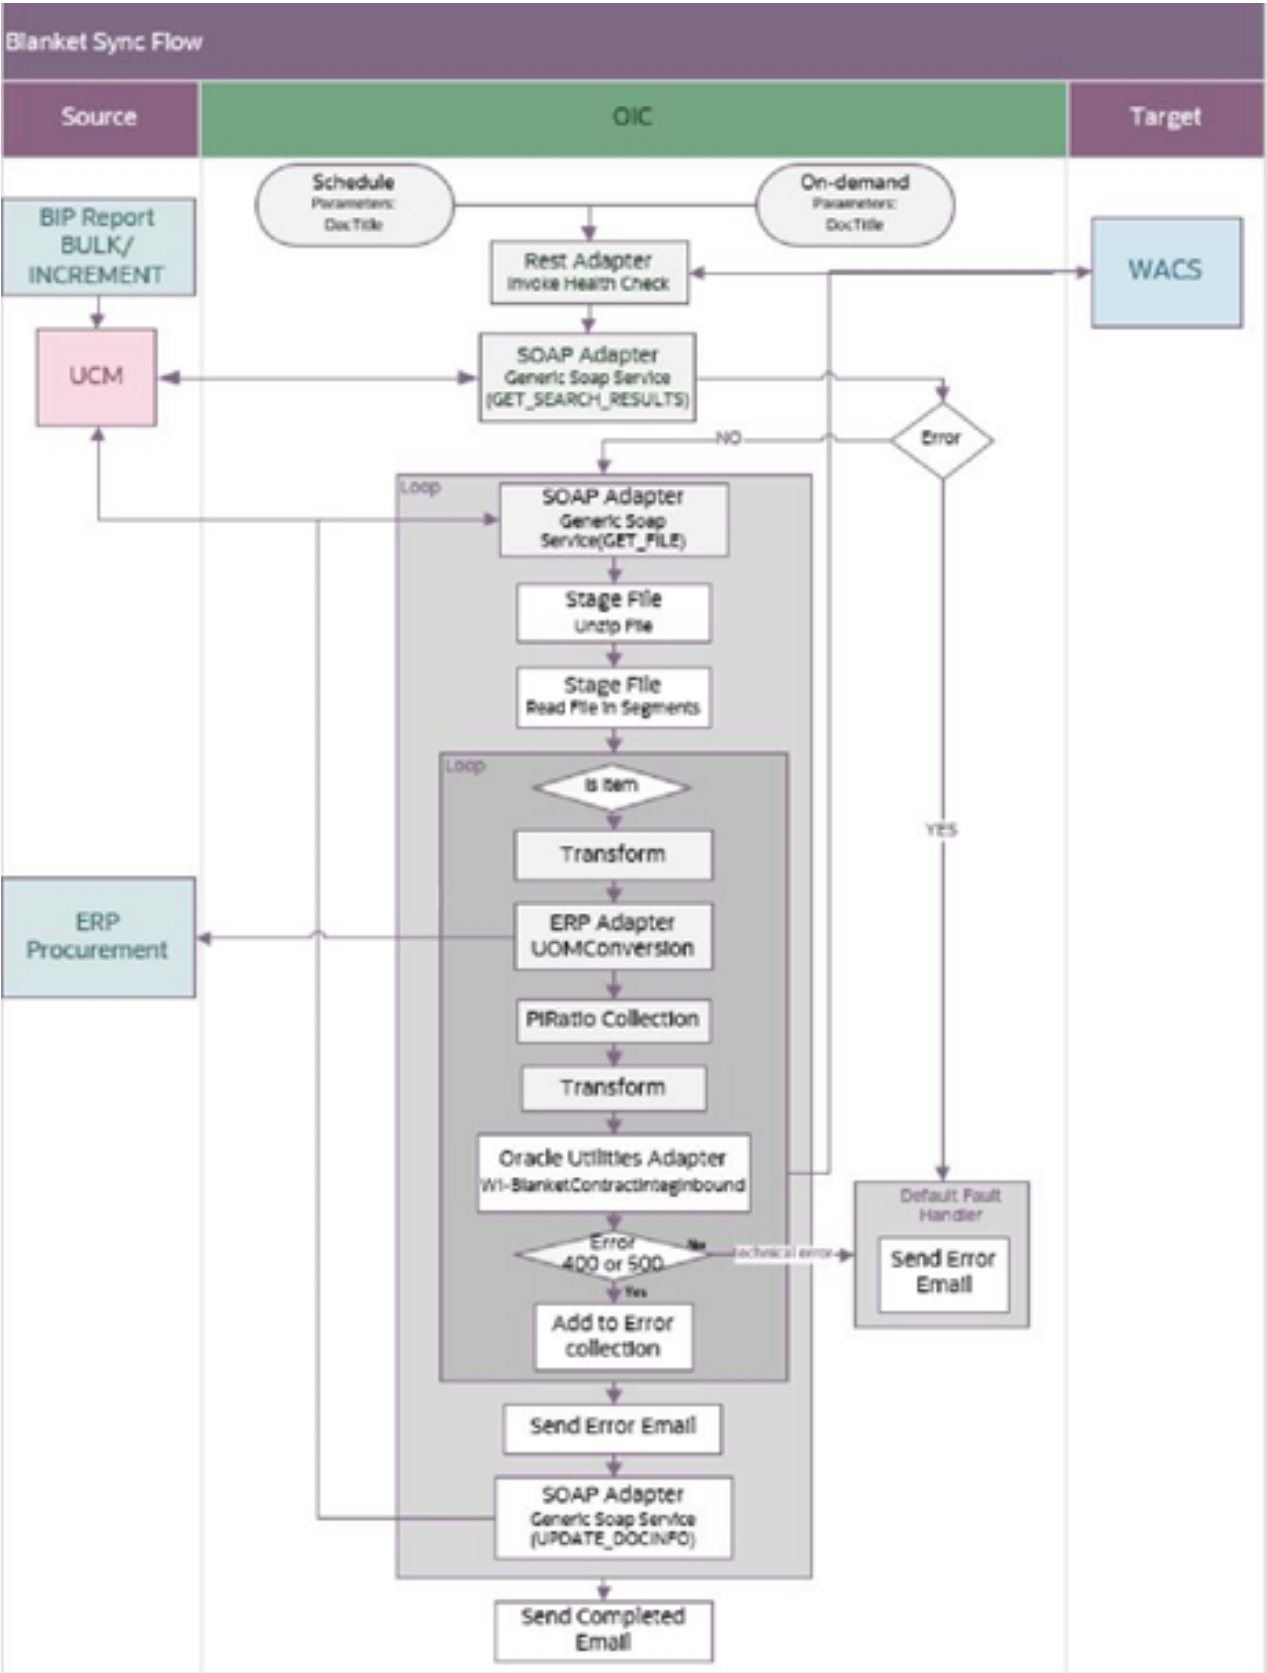 Blanket Sync Flow
Source
OIC
Target
Schedule
Parameters:
DocTitle
On-demand
Parameters:
DocTitle
BIP Report
BULK/
INCREMENT
Rest Adapter
Invoke Health Check
WACS
UCM
SOAP Adapter
Generic Soap Service
(GET_SEARCH_RESULTS)
Error
NO
Loop
SOAP Adapter
Generic Soap
Service(GET_FILE)
Stage File
Unzip File
Stage File
Read File in Segments
Loop
Is Item
YES
Transform
ERP
Procurement
ERP Adapter
UOMConversion
PIRatio Collection
Transform
Oracle Utilities Adapter
W1-BlanketContractInteginbound
Default Fault
Handler
Send Error
Email
Error
400 or 500
No
technical error
Yes
Add to Error
collection
Send Error Email
SOAP Adapter
Generic Soap Service
(UPDATE_DOCINFO)
Send Completed
Email